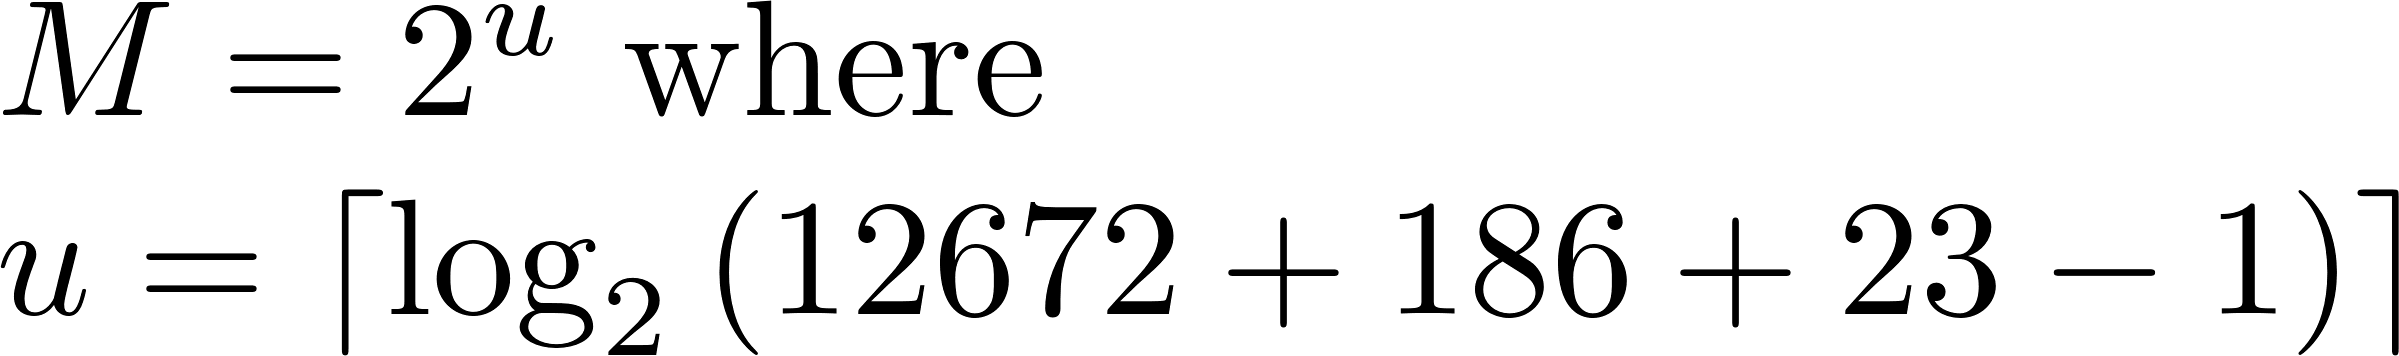 M = 2^u where
u = ⌈log₂ (12672 + 186 + 23 − 1)⌉